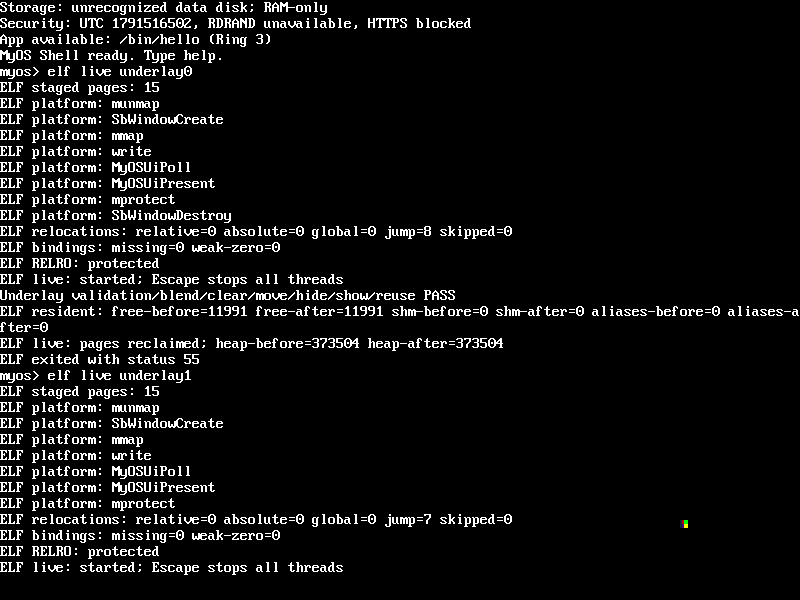 Storage: unrecognized data disk; RAM-only
Security: UTC 1791516502, RDRAND unavailable, HTTPS blocked
App available: /bin/hello (Ring 3)
MyOS Shell ready. Type help.
myos> elf live underlay0
ELF staged pages: 15
ELF platform: munmap
ELF platform: SbWindowCreate
ELF platform: mmap
ELF platform: write
ELF platform: MyOSUiPoll
ELF platform: MyOSUiPresent
ELF platform: mprotect
ELF platform: SbWindowDestroy
ELF relocations: relative=0 absolute=0 global=0 jump=8 skipped=0
ELF bindings: missing=0 weak-zero=0
ELF RELRO: protected
ELF live: started; Escape stops all threads
Underlay validation/blend/clear/move/hide/show/reuse PASS
ELF resident: free-before=11991 free-after=11991 shm-before=0 shm-after=0 aliases-before=0 aliases-a
fter=0
ELF live: pages reclaimed; heap-before=373504 heap-after=373504
ELF exited with status 55
myos> elf live underlay1
ELF staged pages: 15
ELF platform: munmap
ELF platform: SbWindowCreate
ELF platform: mmap
ELF platform: write
ELF platform: MyOSUiPoll
ELF platform: MyOSUiPresent
ELF platform: mprotect
ELF relocations: relative=0 absolute=0 global=0 jump=7 skipped=0
ELF bindings: missing=0 weak-zero=0
ELF RELRO: protected
ELF live: started; Escape stops all threads